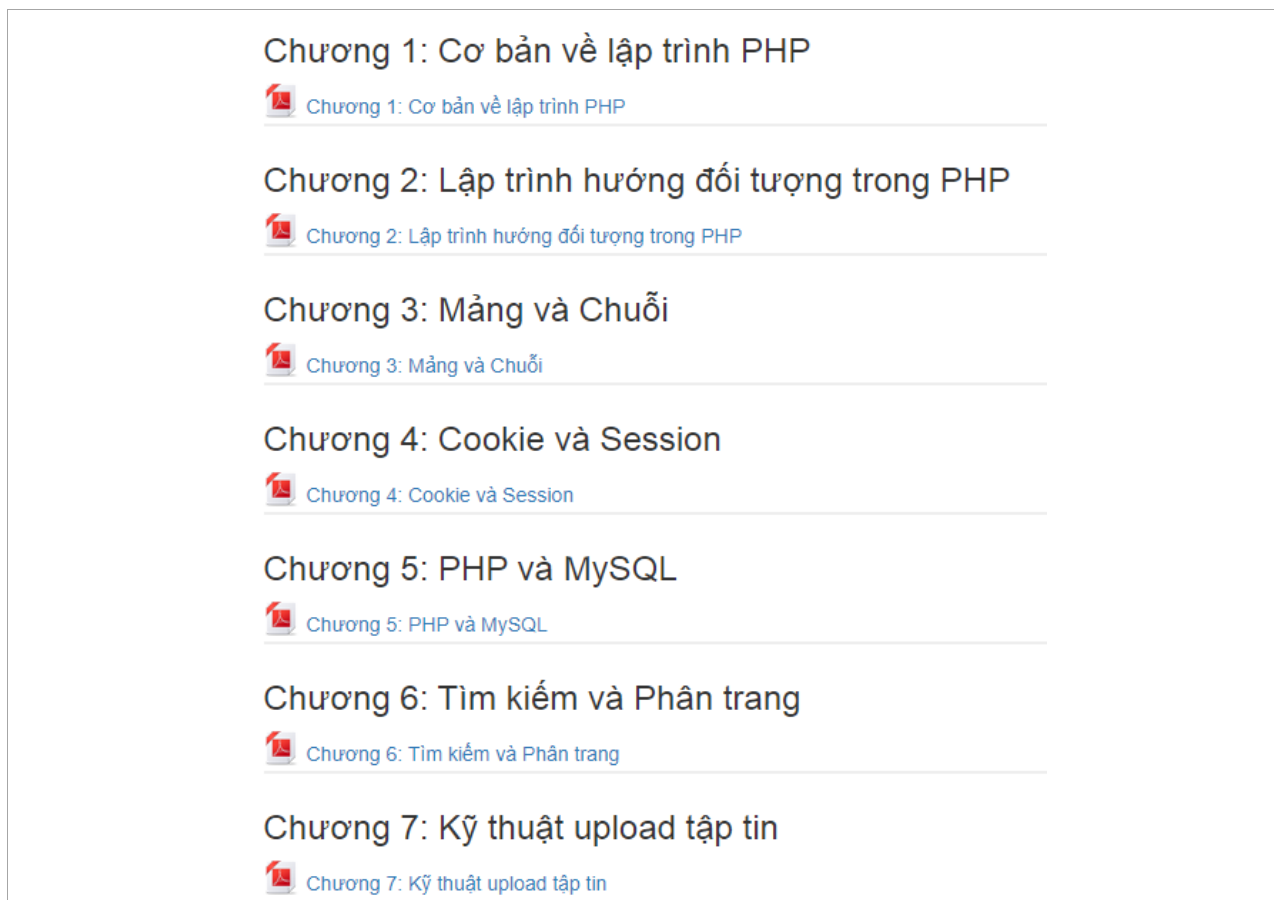 Chương 1: Cơ bản về lập trình PHP
Chương 1: Cơ bản về lập trình PHP
Chương 2: Lập trình hướng đối tượng trong PHP
Chương 2: Lập trình hướng đối tượng trong PHP
Chương 3: Mảng và Chuỗi
Chương 3: Mảng và Chuỗi
Chương 4: Cookie và Session
Chương 4: Cookie và Session
Chương 5: PHP và MySQL
Chương 5: PHP và MySQL
Chương 6: Tìm kiếm và Phân trang
Chương 6: Tìm kiếm và Phân trang
Chương 7: Kỹ thuật upload tập tin
Chương 7: Kỹ thuật upload tập tin